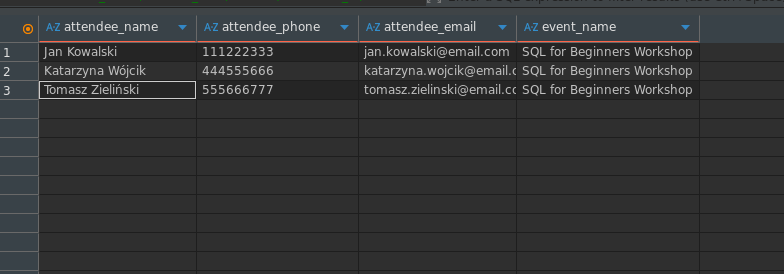 A-Z attendee_name A-Z attendee_phone A-Z attendee_email A-Z event_name
1 Jan Kowalski 111222333 jan.kowalski@email.com SQL for Beginners Workshop
2 Katarzyna Wójcik 444555666 katarzyna.wojcik@email.c SQL for Beginners Workshop
3 Tomasz Zieliński 555666777 tomasz.zielinski@email.cc SQL for Beginners Workshop